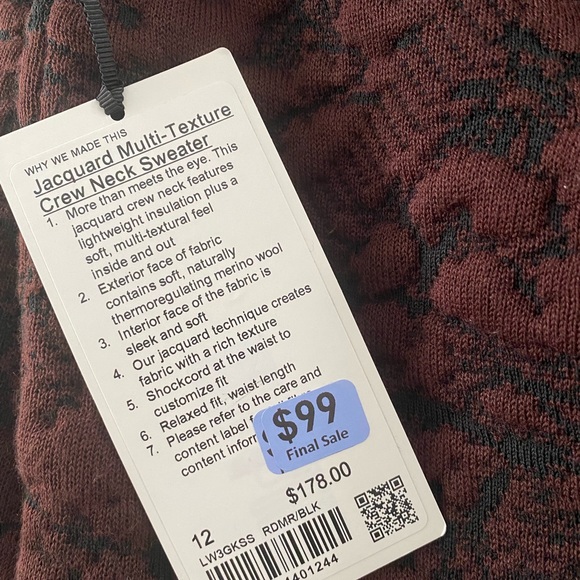 WHY WE MADE THIS
Jacquard Multi-Texture
Crew Neck Sweater
1. More than meets the eye. This
jacquard crew neck features
lightweight insulation plus a
soft, multi-textural feel
inside and out
2. Exterior face of fabric
contains soft, naturally
thermoregulating merino wool
3. Interior face of the fabric is
sleek and soft
4. Our jacquard technique creates
fabric with a rich texture
5. Shockcord at the waist to
customize fit
6. Relaxed fit, waist length
7. Please refer to the care and
content label
content
$99
Final Sale
$178.00
12
LW3GKSS RDMR/BLK
401244